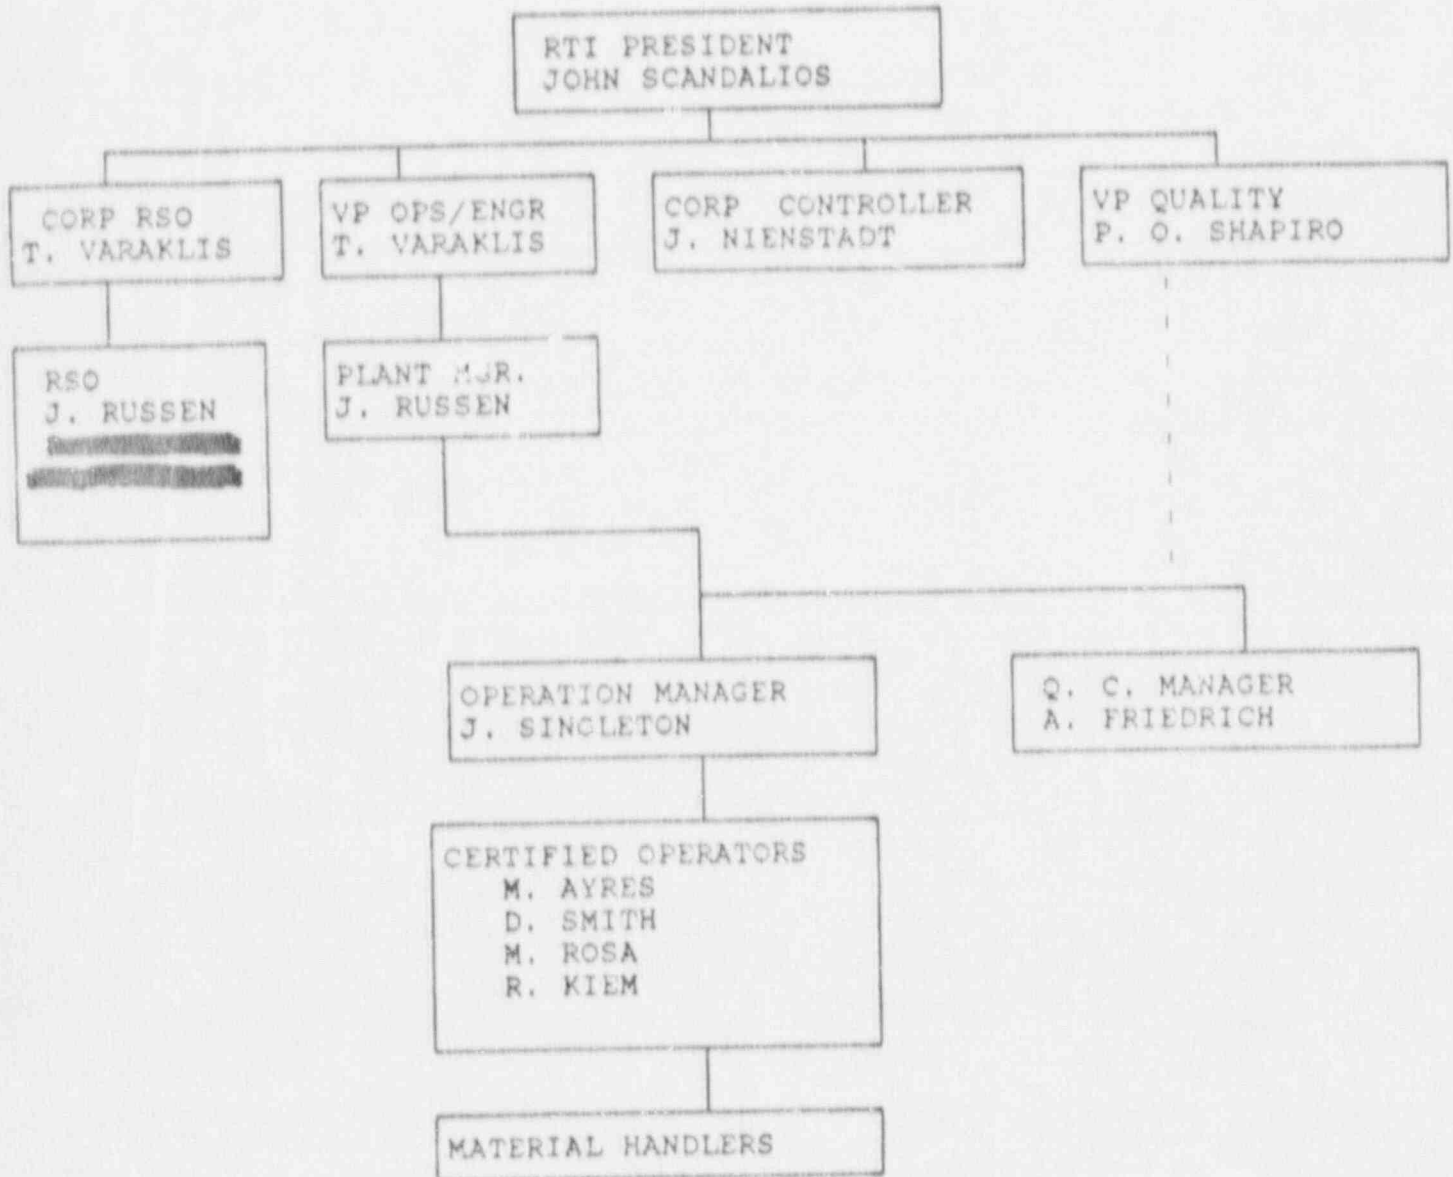 RTI PRESIDENT
JOHN SCANDALIOS
CORP RSO
T. VARAKLIS
VP OPS/ENGR
T. VARAKLIS
CORP CONTROLLER
J. NIENSTADT
VP QUALITY
P. O. SHAPIRO
RSO
J. RUSSEN
PLANT MGR.
J. RUSSEN
OPERATION MANAGER
J. SINGLETON
Q. C. MANAGER
A. FRIEDRICH
CERTIFIED OPERATORS
M. AYRES
D. SMITH
M. ROSA
R. KIEM
MATERIAL HANDLERS